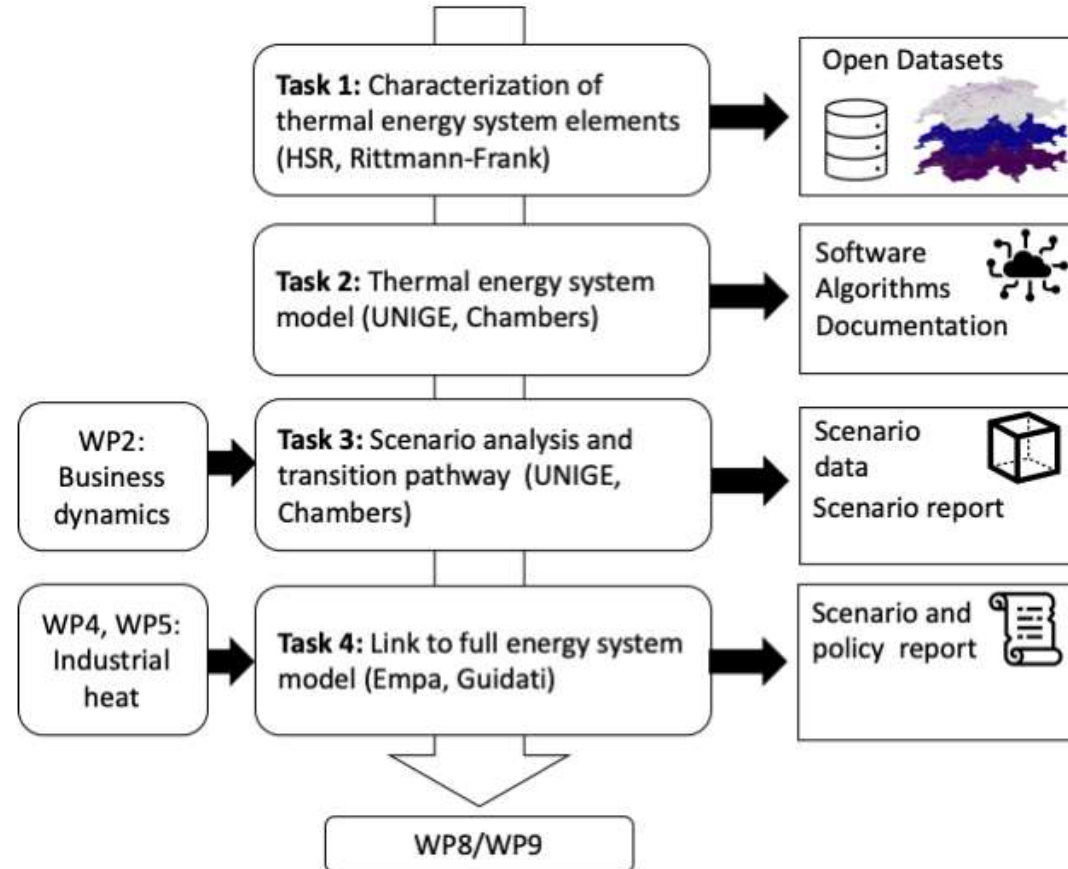 Task 1: Characterization of
thermal energy system elements
(HSR, Rittmann-Frank)
Open Datasets
Task 2: Thermal energy system
model (UNIGE, Chambers)
Software
Algorithms
Documentation
WP2:
Business
dynamics
Task 3: Scenario analysis and
transition pathway (UNIGE,
Chambers)
Scenario
data
Scenario report
WP4, WP5:
Industrial
heat
Task 4: Link to full energy system
model (Empa, Guidati)
Scenario and
policy report
WP8/WP9